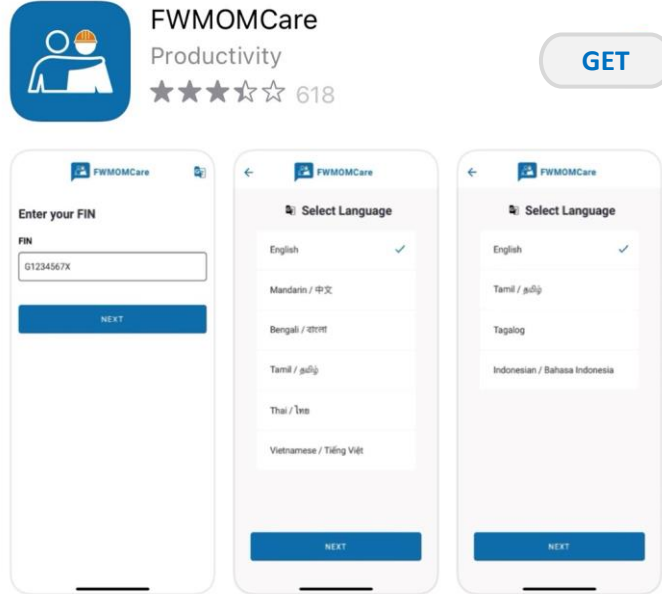 FWMOMCare
Productivity
618
GET
FWMOMCare
Enter your FIN
FIN
G1234567X
NEXT
FWMOMCare
Select Language
English
Mandarin / 中文
Bengali / বাংলা
Tamil / தமிழ்
Thai / ไทย
Vietnamese / Tiếng Việt
NEXT
FWMOMCare
Select Language
English
Tamil / தமிழ்
Tagalog
Indonesian / Bahasa Indonesia
NEXT